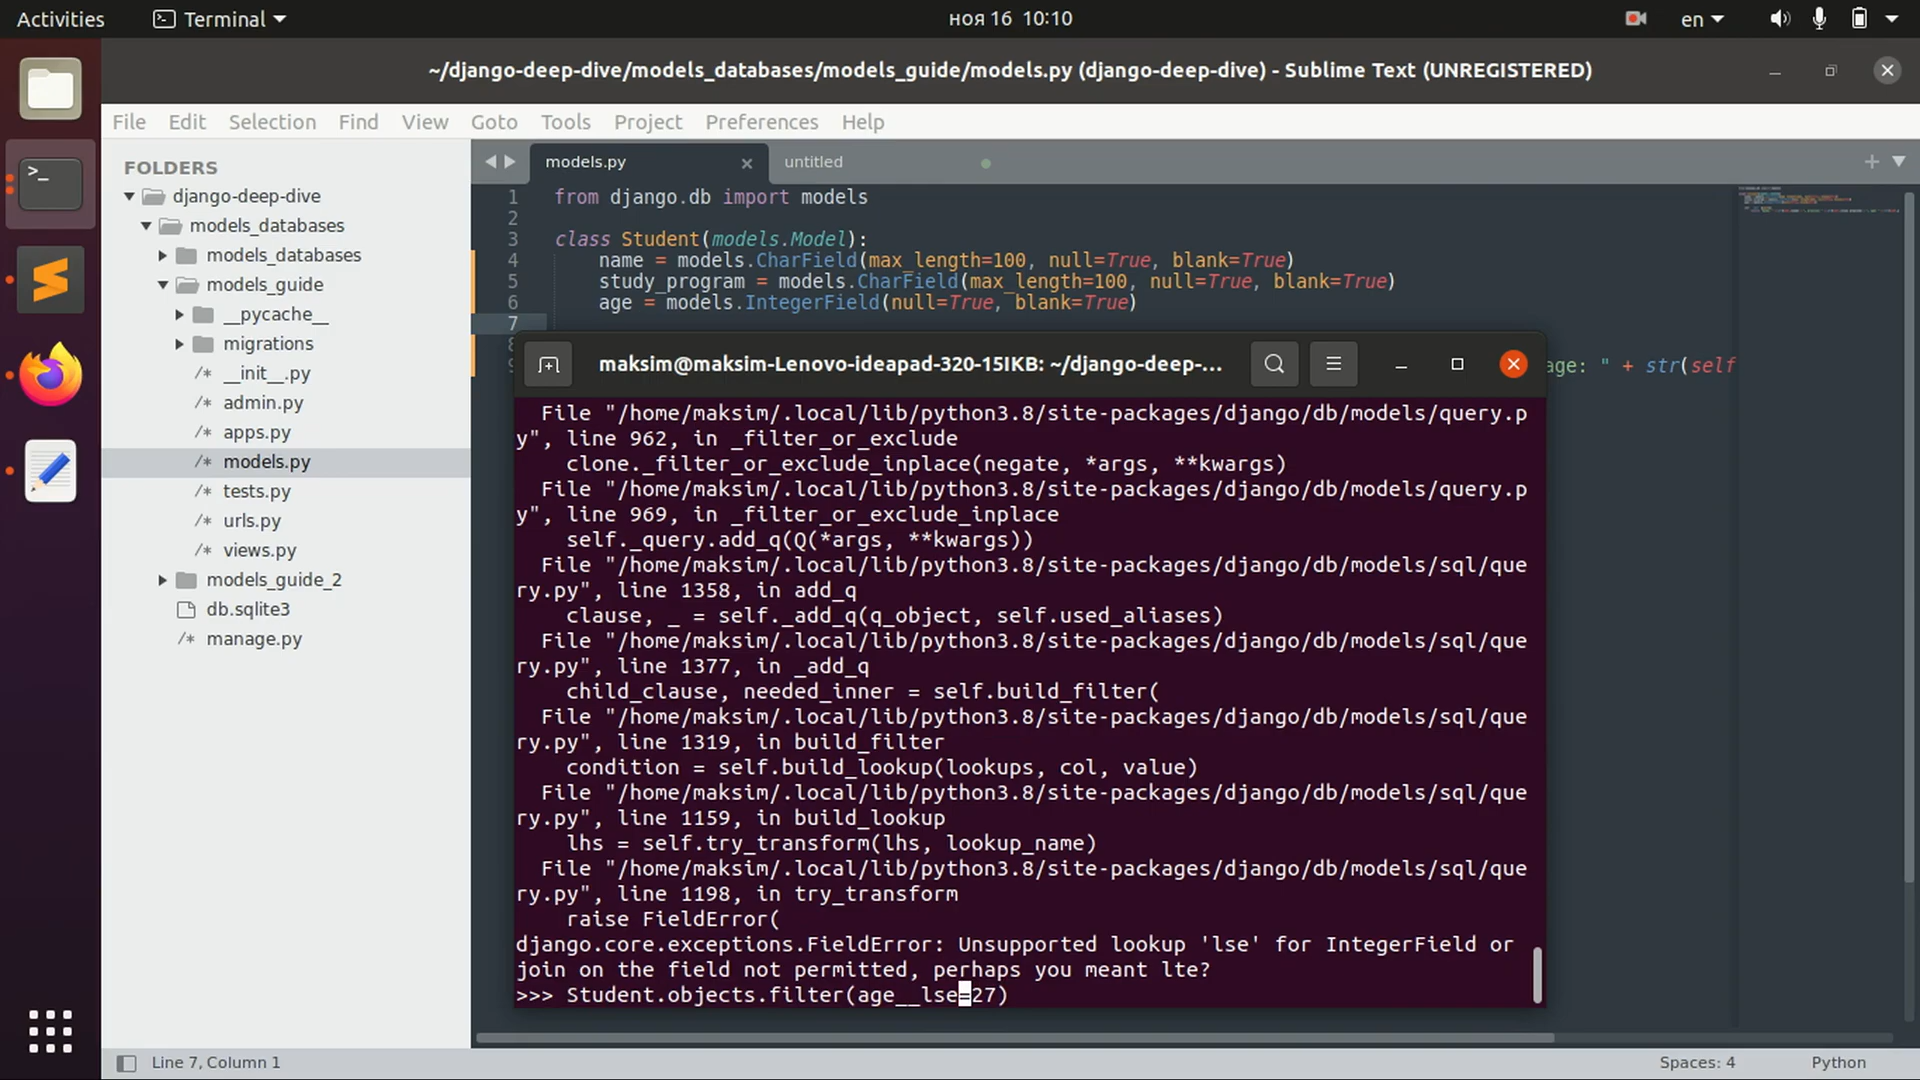 Activities
Terminal
ноя 16 10:10
en
~/django-deep-dive/models_databases/models_guide/models.py (django-deep-dive) - Sublime Text (UNREGISTERED)
File Edit Selection Find View Goto Tools Project Preferences Help
FOLDERS
django-deep-dive
models_databases
models_databases
models_guide
__pycache__
migrations
/* __init__.py
/* admin.py
/* apps.py
/* models.py
/* tests.py
/* urls.py
/* views.py
models_guide_2
db.sqlite3
/* manage.py
models.py
untitled
1 from django.db import models
2
3 class Student(models.Model):
4 name = models.CharField(max_length=100, null=True, blank=True)
5 study_program = models.CharField(max_length=100, null=True, blank=True)
6 age = models.IntegerField(null=True, blank=True)
7
age: " + str(self
maksim@maksim-Lenovo-ideapad-320-15IKB: ~/django-deep-...
File "/home/maksim/.local/lib/python3.8/site-packages/django/db/models/query.p
y", line 962, in _filter_or_exclude
clone._filter_or_exclude_inplace(negate, *args, **kwargs)
File "/home/maksim/.local/lib/python3.8/site-packages/django/db/models/query.p
y", line 969, in _filter_or_exclude_inplace
self._query.add_q(Q(*args, **kwargs))
File "/home/maksim/.local/lib/python3.8/site-packages/django/db/models/sql/que
ry.py", line 1358, in add_q
clause, _ = self._add_q(q_object, self.used_aliases)
File "/home/maksim/.local/lib/python3.8/site-packages/django/db/models/sql/que
ry.py", line 1377, in _add_q
child_clause, needed_inner = self.build_filter(
File "/home/maksim/.local/lib/python3.8/site-packages/django/db/models/sql/que
ry.py", line 1319, in build_filter
condition = self.build_lookup(lookups, col, value)
File "/home/maksim/.local/lib/python3.8/site-packages/django/db/models/sql/que
ry.py", line 1159, in build_lookup
lhs = self.try_transform(lhs, lookup_name)
File "/home/maksim/.local/lib/python3.8/site-packages/django/db/models/sql/que
ry.py", line 1198, in try_transform
raise FieldError(
django.core.exceptions.FieldError: Unsupported lookup 'lse' for IntegerField or
join on the field not permitted, perhaps you meant lte?
>>> Student.objects.filter(age__lse=27)
Line 7, Column 1
Spaces: 4
Python